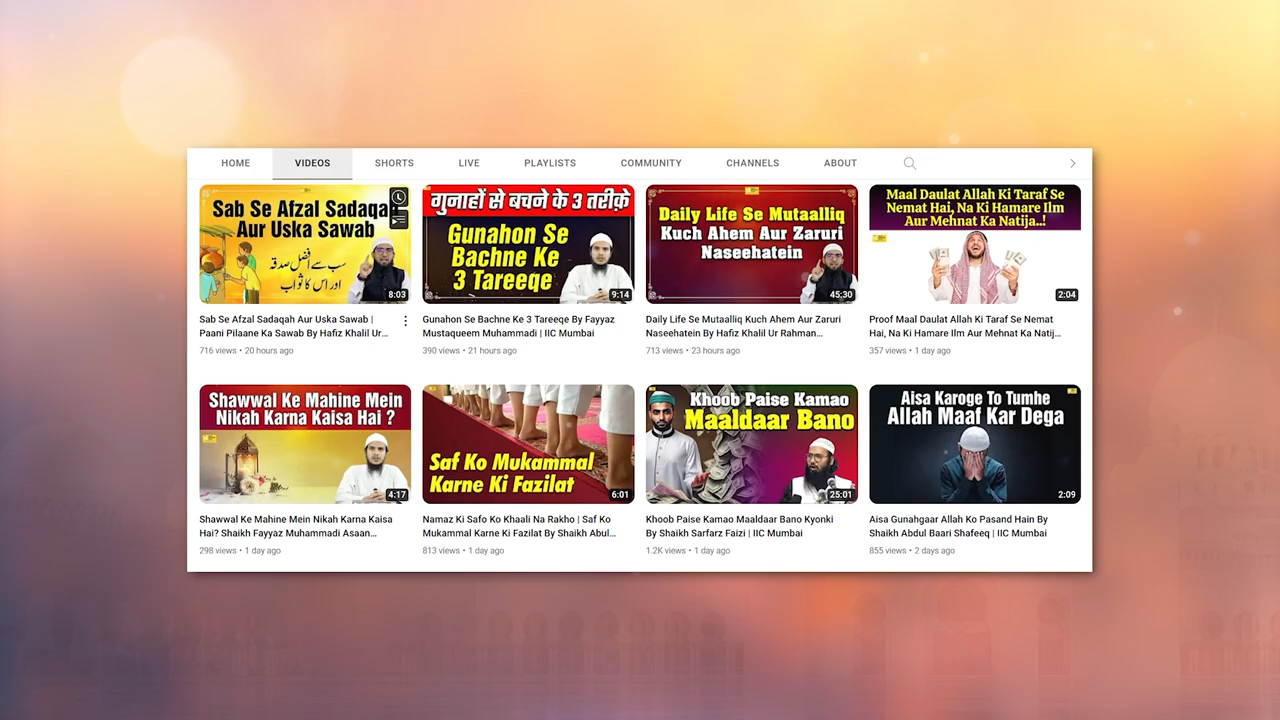 HOME VIDEOS SHORTS LIVE PLAYLISTS COMMUNITY CHANNELS ABOUT
Sab Se Afzal Sadaqa
Aur Uska Sawab
سب سے افضل صدقہ
اور اس کا ثواب
8:03
Sab Se Afzal Sadaqah Aur Uska Sawab |
Paani Pilaane Ka Sawab By Hafiz Khalil Ur...
716 views • 20 hours ago
गुनाहों से बचने के 3 तरीक़े
Gunahon Se
Bachne Ke
3 Tareeqe
9:14
Gunahon Se Bachne Ke 3 Tareeqe By Fayyaz
Mustaqueem Muhammadi | IIC Mumbai
390 views • 21 hours ago
Daily Life Se Mutaalliq
Kuch Ahem Aur Zaruri
Naseehatein
45:30
Daily Life Se Mutaalliq Kuch Ahem Aur Zaruri
Naseehatein By Hafiz Khalil Ur Rahman...
713 views • 23 hours ago
Maal Daulat Allah Ki Taraf Se
Nemat Hai, Na Ki Hamare Ilm
Aur Mehnat Ka Natija..!
2:04
Proof Maal Daulat Allah Ki Taraf Se Nemat
Hai, Na Ki Hamare Ilm Aur Mehnat Ka Natij...
357 views • 1 day ago
Shawwal Ke Mahine Mein
Nikah Karna Kaisa Hai ?
4:17
Shawwal Ke Mahine Mein Nikah Karna Kaisa
Hai? Shaikh Fayyaz Muhammadi Asaan...
298 views • 1 day ago
Saf Ko Mukammal
Karne Ki Fazilat
6:01
Namaz Ki Safo Ko Khaali Na Rakho | Saf Ko
Mukammal Karne Ki Fazilat By Shaikh Abul...
813 views • 1 day ago
Khoob Paise Kamao
Maaldaar Bano
25:01
Khoob Paise Kamao Maaldaar Bano Kyonki
By Shaikh Sarfarz Faizi | IIC Mumbai
1.2K views • 1 day ago
Aisa Karoge To Tumhe
Allah Maaf Kar Dega
2:09
Aisa Gunahgaar Allah Ko Pasand Hain By
Shaikh Abdul Baari Shafeeq | IIC Mumbai
855 views • 2 days ago